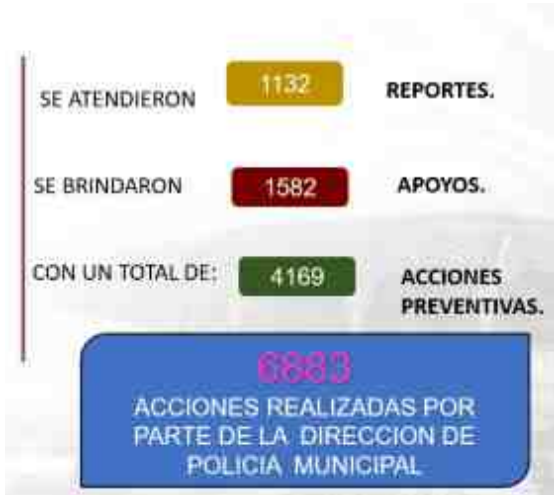 SE ATENDIERON 1132 REPORTES.
SE BRINDARON 1582 APOYOS.
CON UN TOTAL DE: 4169 ACCIONES
PREVENTIVAS.
6883
ACCIONES REALIZADAS POR
PARTE DE LA DIRECCION DE
POLICIA MUNICIPAL